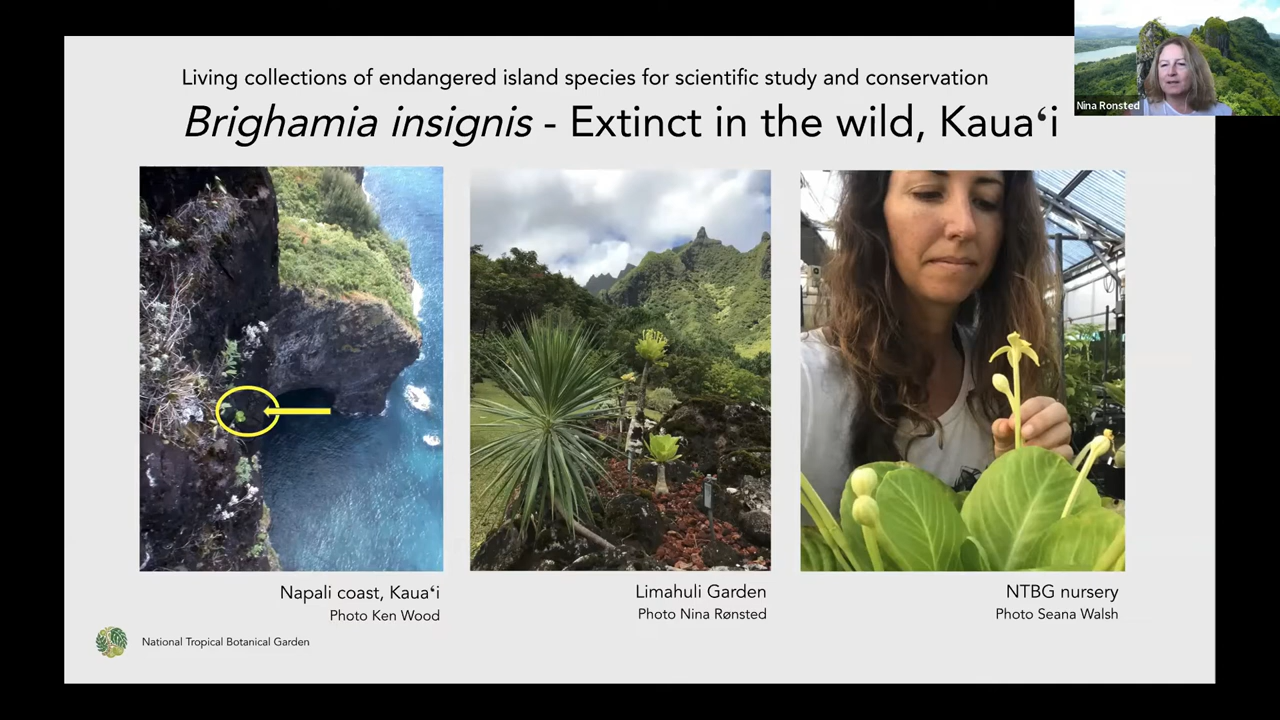 Living collections of endangered island species for scientific study and conservation
Brighamia insignis - Extinct in the wild, Kauaʻi
Nina Ronsted
Napali coast, Kauaʻi
Photo Ken Wood
Limahuli Garden
Photo Nina Rønsted
NTBG nursery
Photo Seana Walsh
National Tropical Botanical Garden